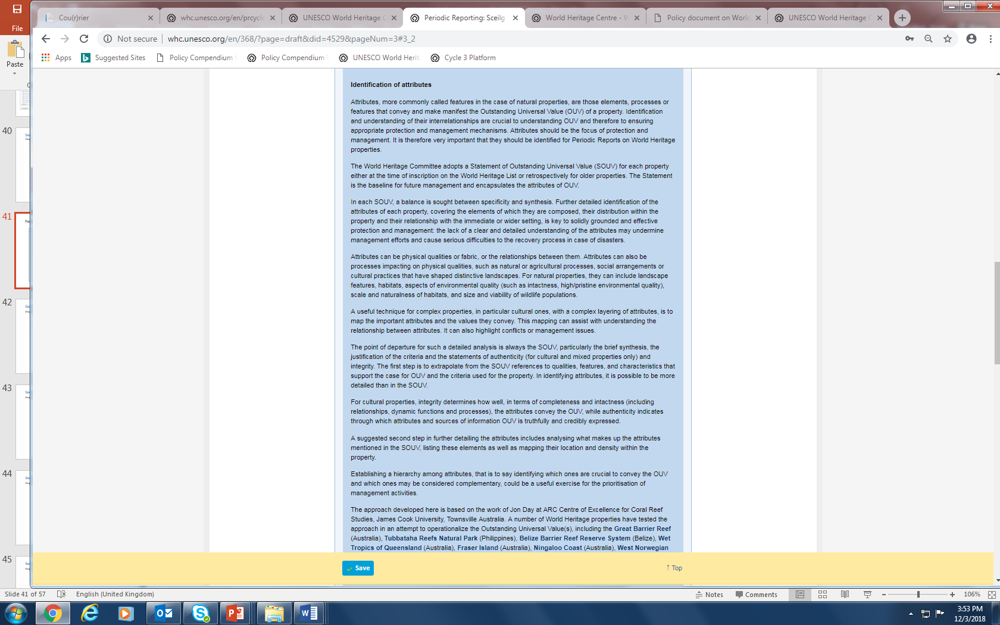 Cou(r)rier
whc.unesco.org/en/prcycle
UNESCO World Heritage C
Periodic Reporting: Sceilg
World Heritage Centre - W
Policy document on World
UNESCO World Heritage C
File
Not secure
whc.unesco.org/en/368/?page=draft&did=4529&pageNum=3#3_2
Paste
Apps
Suggested Sites
Policy Compendium f
Policy Compendium
UNESCO World Herit
Cycle 3 Platform
Identification of attributes
Attributes, more commonly called features in the case of natural properties, are those elements, processes or
features that convey and make manifest the Outstanding Universal Value (OUV) of a property. Identification
and understanding of their interrelationships are crucial to understanding OUV and therefore to ensuring
appropriate protection and management mechanisms. Attributes should be the focus of protection and
management. It is therefore very important that they should be identified for Periodic Reports on World Heritage
properties.
The World Heritage Committee adopts a Statement of Outstanding Universal Value (SOUV) for each property
either at the time of inscription on the World Heritage List or retrospectively for older properties. The Statement
is the baseline for future management and encapsulates the attributes of OUV.
In each SOUV, a balance is sought between specificity and synthesis. Further detailed identification of the
attributes of each property, covering the elements of which they are composed, their distribution within the
property and their relationship with the immediate or wider setting, is key to solidly grounded and effective
protection and management: the lack of a clear and detailed understanding of the attributes may undermine
management efforts and cause serious difficulties to the recovery process in case of disasters.
Attributes can be physical qualities or fabric, or the relationships between them. Attributes can also be
processes impacting on physical qualities, such as natural or agricultural processes, social arrangements or
cultural practices that have shaped distinctive landscapes. For natural properties, they can include landscape
features, habitats, aspects of environmental quality (such as intactness, high/pristine environmental quality),
scale and naturalness of habitats, and size and viability of wildlife populations.
A useful technique for complex properties, in particular cultural ones, with a complex layering of attributes, is to
map the important attributes and the values they convey. This mapping can assist with understanding the
relationship between attributes. It can also highlight conflicts or management issues.
The point of departure for such a detailed analysis is always the SOUV, particularly the brief synthesis, the
justification of the criteria and the statements of authenticity (for cultural and mixed properties only) and
integrity. The first step is to extrapolate from the SOUV references to qualities, features, and characteristics that
support the case for OUV and the criteria used for the property. In identifying attributes, it is possible to be more
detailed than in the SOUV.
For cultural properties, integrity determines how well, in terms of completeness and intactness (including
relationships, dynamic functions and processes), the attributes convey the OUV, while authenticity indicates
through which attributes and sources of information OUV is truthfully and credibly expressed.
A suggested second step in further detailing the attributes includes analysing what makes up the attributes
mentioned in the SOUV, listing these elements as well as mapping their location and density within the
property.
Establishing a hierarchy among attributes, that is to say identifying which ones are crucial to convey the OUV
and which ones may be considered complementary, could be a useful exercise for the prioritisation of
management activities.
The approach developed here is based on the work of Jon Day at ARC Centre of Excellence for Coral Reef
Studies, James Cook University, Townsville Australia. A number of World Heritage properties have tested the
approach in an attempt to operationalize the Outstanding Universal Value(s), including the Great Barrier Reef
(Australia), Tubbataha Reefs Natural Park (Philippines), Belize Barrier Reef Reserve System (Belize), Wet
Tropics of Queensland (Australia), Fraser Island (Australia), Ningaloo Coast (Australia), West Norwegian
40
41
42
43
44
45
Save
↑ Top
Slide 41 of 57
English (United Kingdom)
Notes
Comments
106%
3:53 PM
12/3/2018